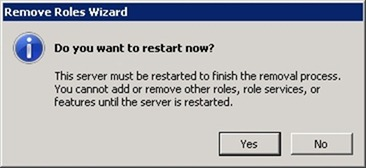 Remove Roles Wizard
Do you want to restart now?
This server must be restarted to finish the removal process.
You cannot add or remove other roles, role services, or
features until the server is restarted.
Yes No